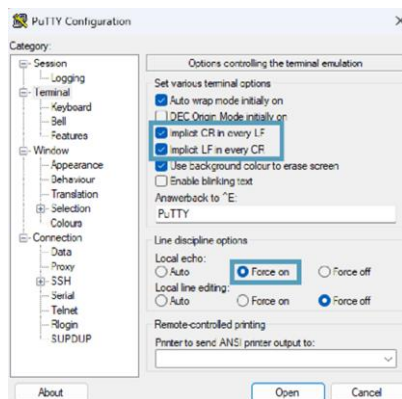 PuTTY Configuration
Category:
Session
Logging
Terminal
Keyboard
Bell
Features
Window
Appearance
Behaviour
Translation
Selection
Colours
Connection
Data
Proxy
SSH
Serial
Telnet
Rlogin
SUPDUP
Options controlling the terminal emulation
Set various terminal options
Auto wrap mode initially on
DEC Origin Mode initially on
Implicit CR in every LF
Implicit LF in every CR
Use background colour to erase screen
Enable blinking text
Answerback to ^E:
PuTTY
Line discipline options
Local echo:
Auto Force on Force off
Local line editing:
Auto Force on Force off
Remote-controlled printing
Printer to send ANSI printer output to:
About Open Cancel